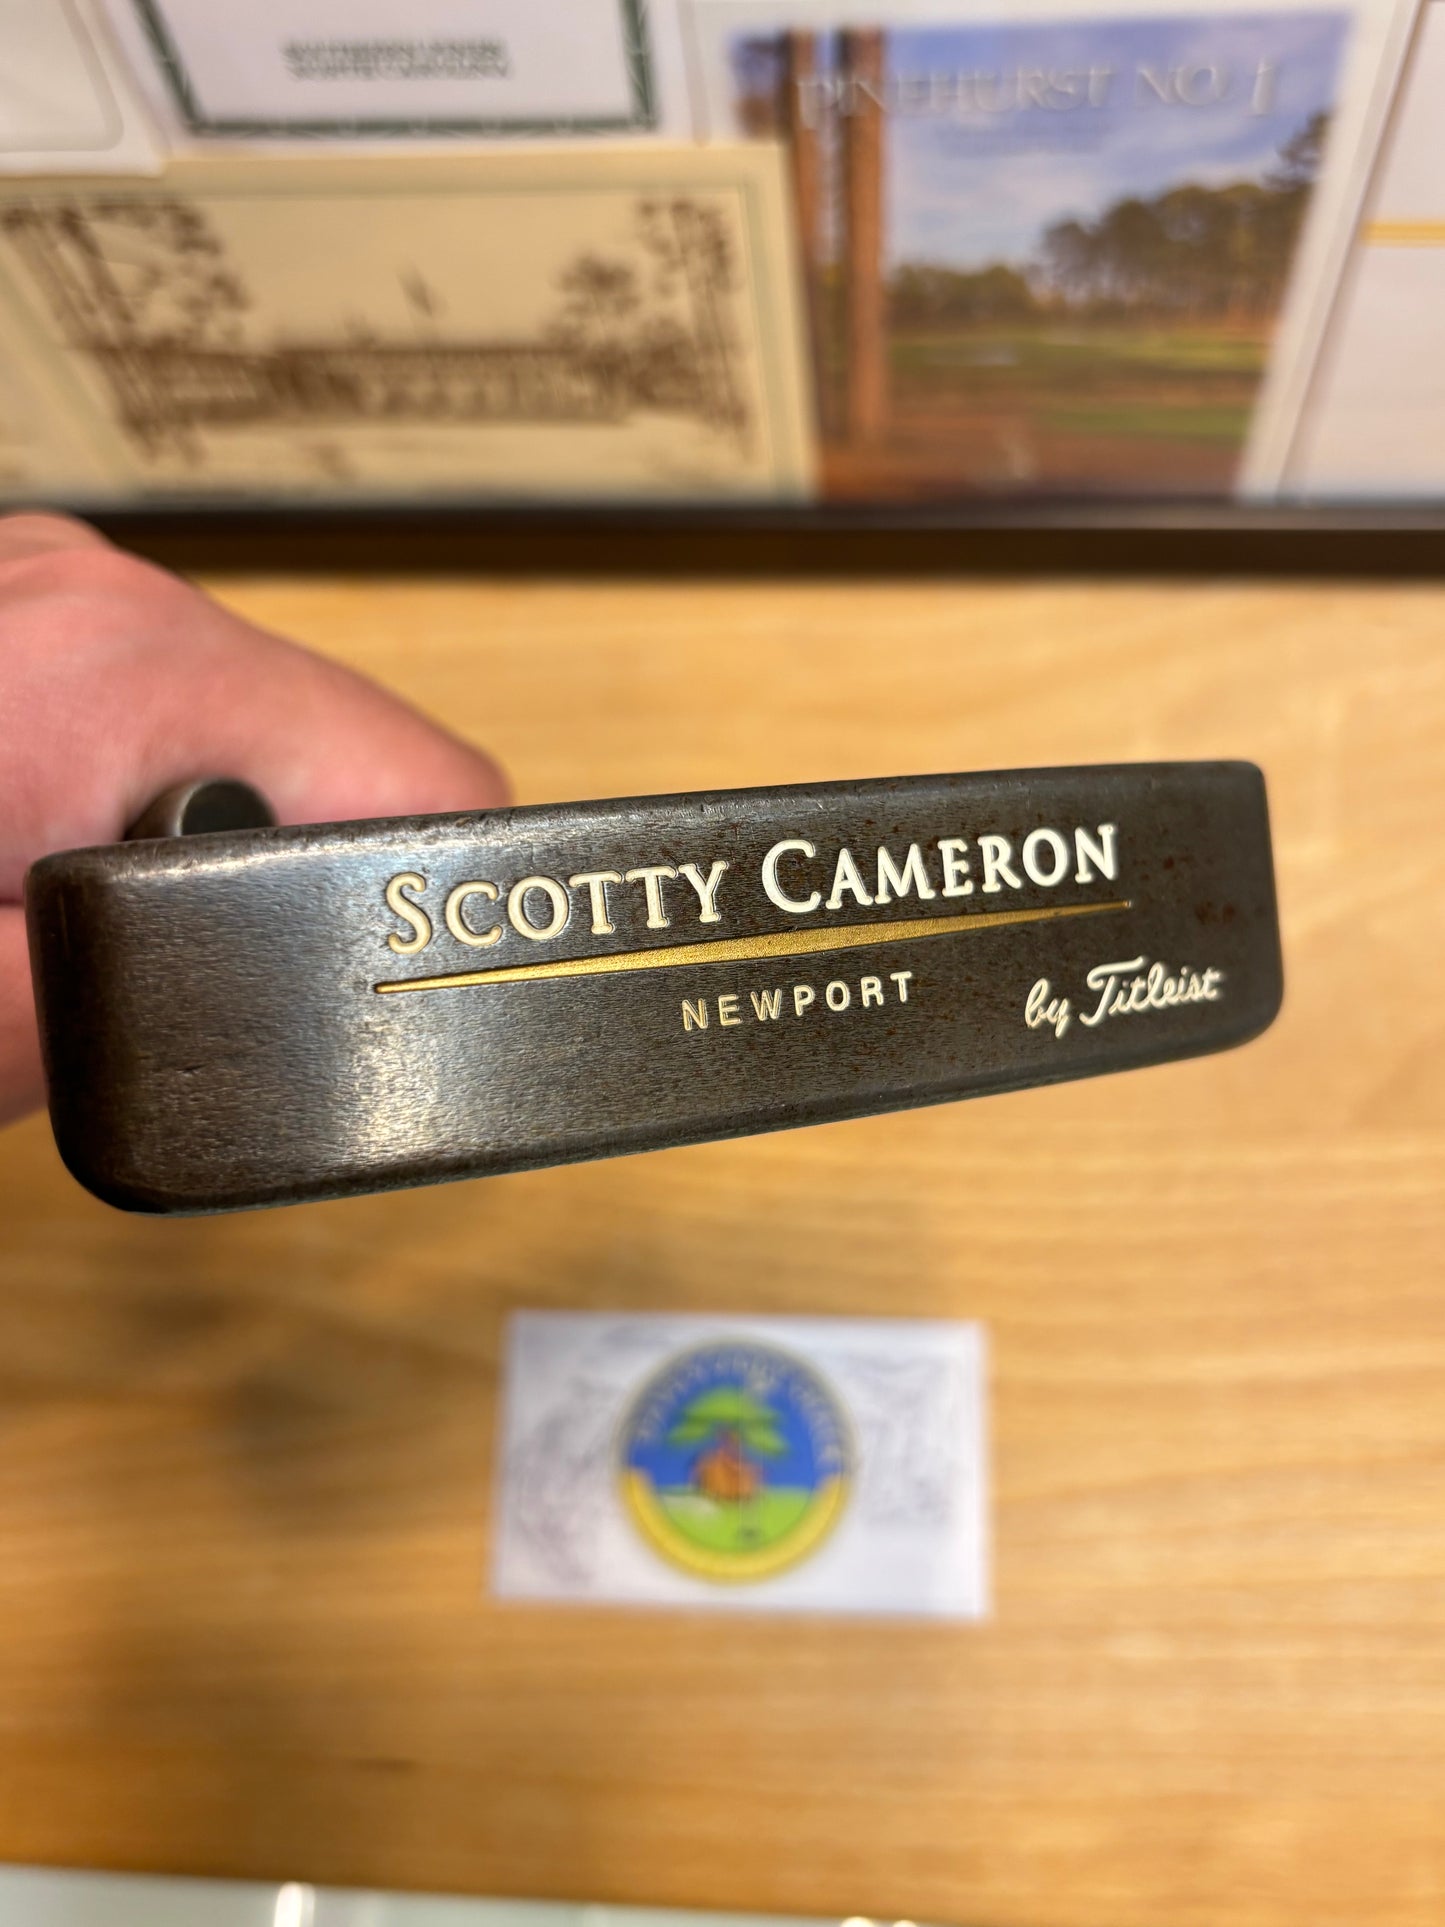 PINEHURST NO. 1
SCOTTY CAMERON
NEWPORT
by Titleist